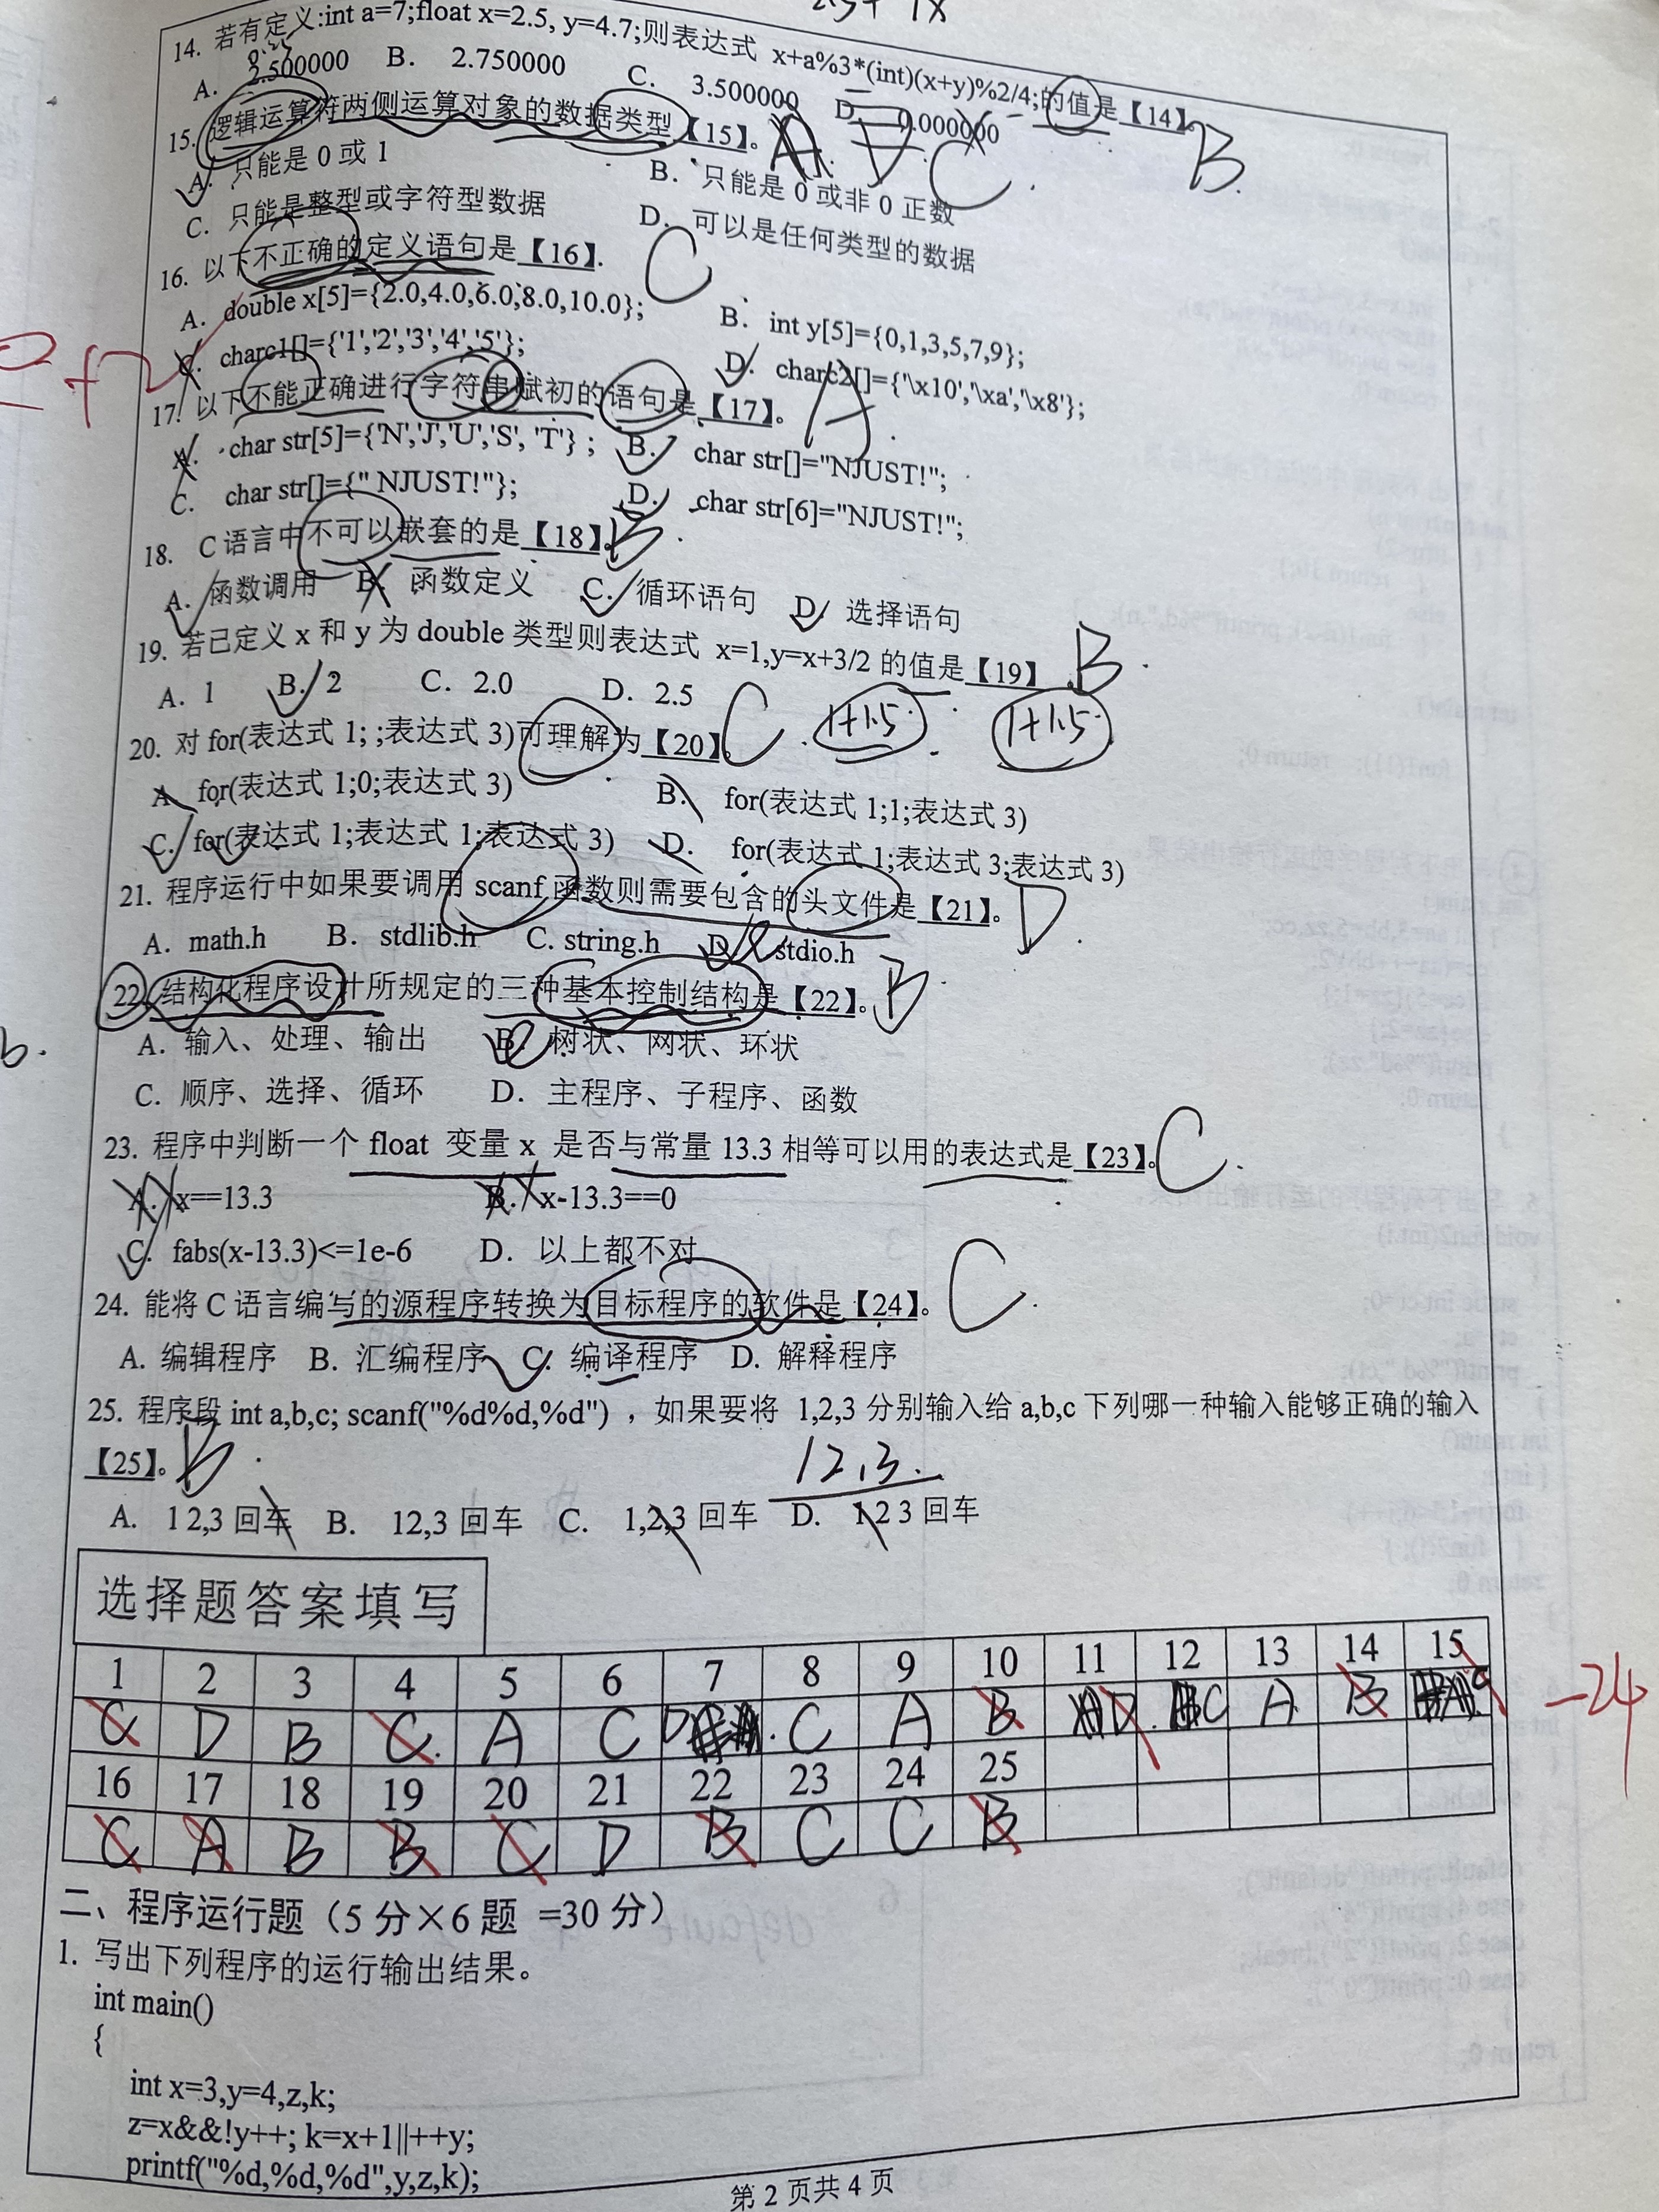 14. 若有定义:int a=7;float x=2.5, y=4.7;则表达式 x+a%3*(int)(x+y)%2/4;的值是【14】。 B.
A. 2.500000 B. 2.750000 C. 3.500000 D. 0.000000
15. 逻辑运算符两侧运算对象的数据类型【15】。 C.
A. 只能是 0 或 1 B. 只能是 0 或非 0 正数
C. 只能是整型或字符型数据 D. 可以是任何类型的数据
16. 以下不正确的定义语句是【16】. C
A. double x[5]={2.0,4.0,6.0,8.0,10.0}; B. int y[5]={0,1,3,5,7,9};
C. charc1[]={'1','2','3','4','5'}; D. charc2[]={'\x10','\xa','\x8'};
17. 以下不能正确进行字符串赋初的语句是【17】。 A.
A. char str[5]={'N','J','U','S', 'T'} ; B. char str[]="NJUST!";
C. char str[]={" NJUST!"}; D. char str[6]="NJUST!";
18. C 语言中不可以嵌套的是【18】 B.
A. 函数调用 B. 函数定义 C. 循环语句 D. 选择语句
19. 若已定义 x 和 y 为 double 类型则表达式 x=1,y=x+3/2 的值是【19】 B.
A. 1 B. 2 C. 2.0 D. 2.5
1+1.5 1+1.5
20. 对 for(表达式 1; ;表达式 3)可理解为【20】。 C.
A. for(表达式 1;0;表达式 3) B. for(表达式 1;1;表达式 3)
C. for(表达式 1;表达式 1;表达式 3) D. for(表达式 1;表达式 3;表达式 3)
21. 程序运行中如果要调用 scanf 函数则需要包含的头文件是【21】。 D.
A. math.h B. stdlib.h C. string.h D. stdio.h
22. 结构化程序设计所规定的三种基本控制结构是【22】。 B.
A. 输入、处理、输出 B. 树状、网状、环状
C. 顺序、选择、循环 D. 主程序、子程序、函数
23. 程序中判断一个 float 变量 x 是否与常量 13.3 相等可以用的表达式是【23】。 C.
A. x==13.3 B. x-13.3==0
C. fabs(x-13.3)<=1e-6 D. 以上都不对
24. 能将 C 语言编写的源程序转换为目标程序的软件是【24】。 C.
A. 编辑程序 B. 汇编程序 C. 编译程序 D. 解释程序
25. 程序段 int a,b,c; scanf("%d%d,%d") ，如果要将 1,2,3 分别输入给 a,b,c 下列哪一种输入能够正确的输入
【25】。 B. 12,3.
A. 1 2,3 回车 B. 12,3 回车 C. 1,2,3 回车 D. 1 2 3 回车
选择题答案填写
1 2 3 4 5 6 7 8 9 10 11 12 13 14 15
C D B C. A C D C A B D. C A B C
-24
16 17 18 19 20 21 22 23 24 25
C A B B C D B C C B
二、程序运行题（5 分×6 题 =30 分）
1. 写出下列程序的运行输出结果。
int main()
{
int x=3,y=4,z,k;
z=x&&!y++; k=x+1||++y;
printf("%d,%d,%d",y,z,k);
第 2 页共 4 页